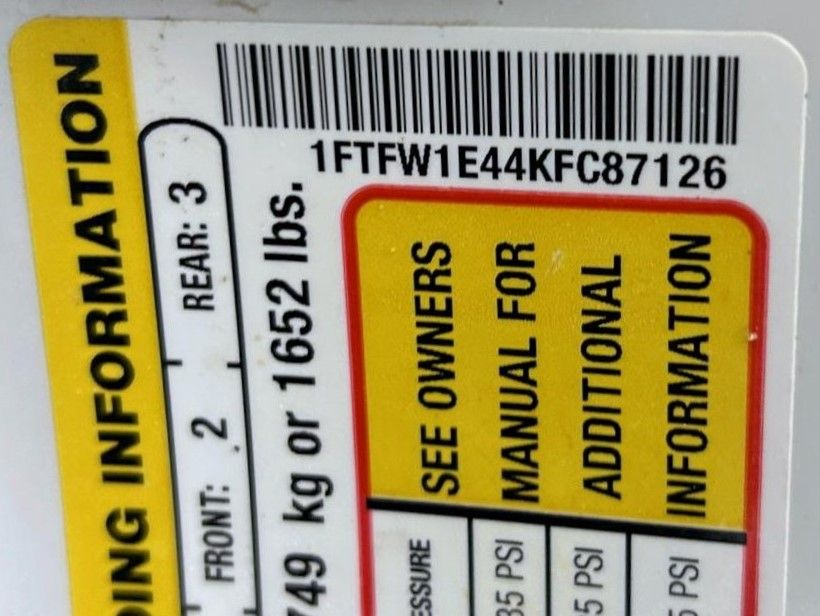 1FTFW1E44KFC87126
DING INFORMATION
FRONT: 2 REAR: 3
749 kg or 1652 lbs.
SEE OWNERS
MANUAL FOR
ADDITIONAL
INFORMATION
35 PSI
5 PSI
5 PSI